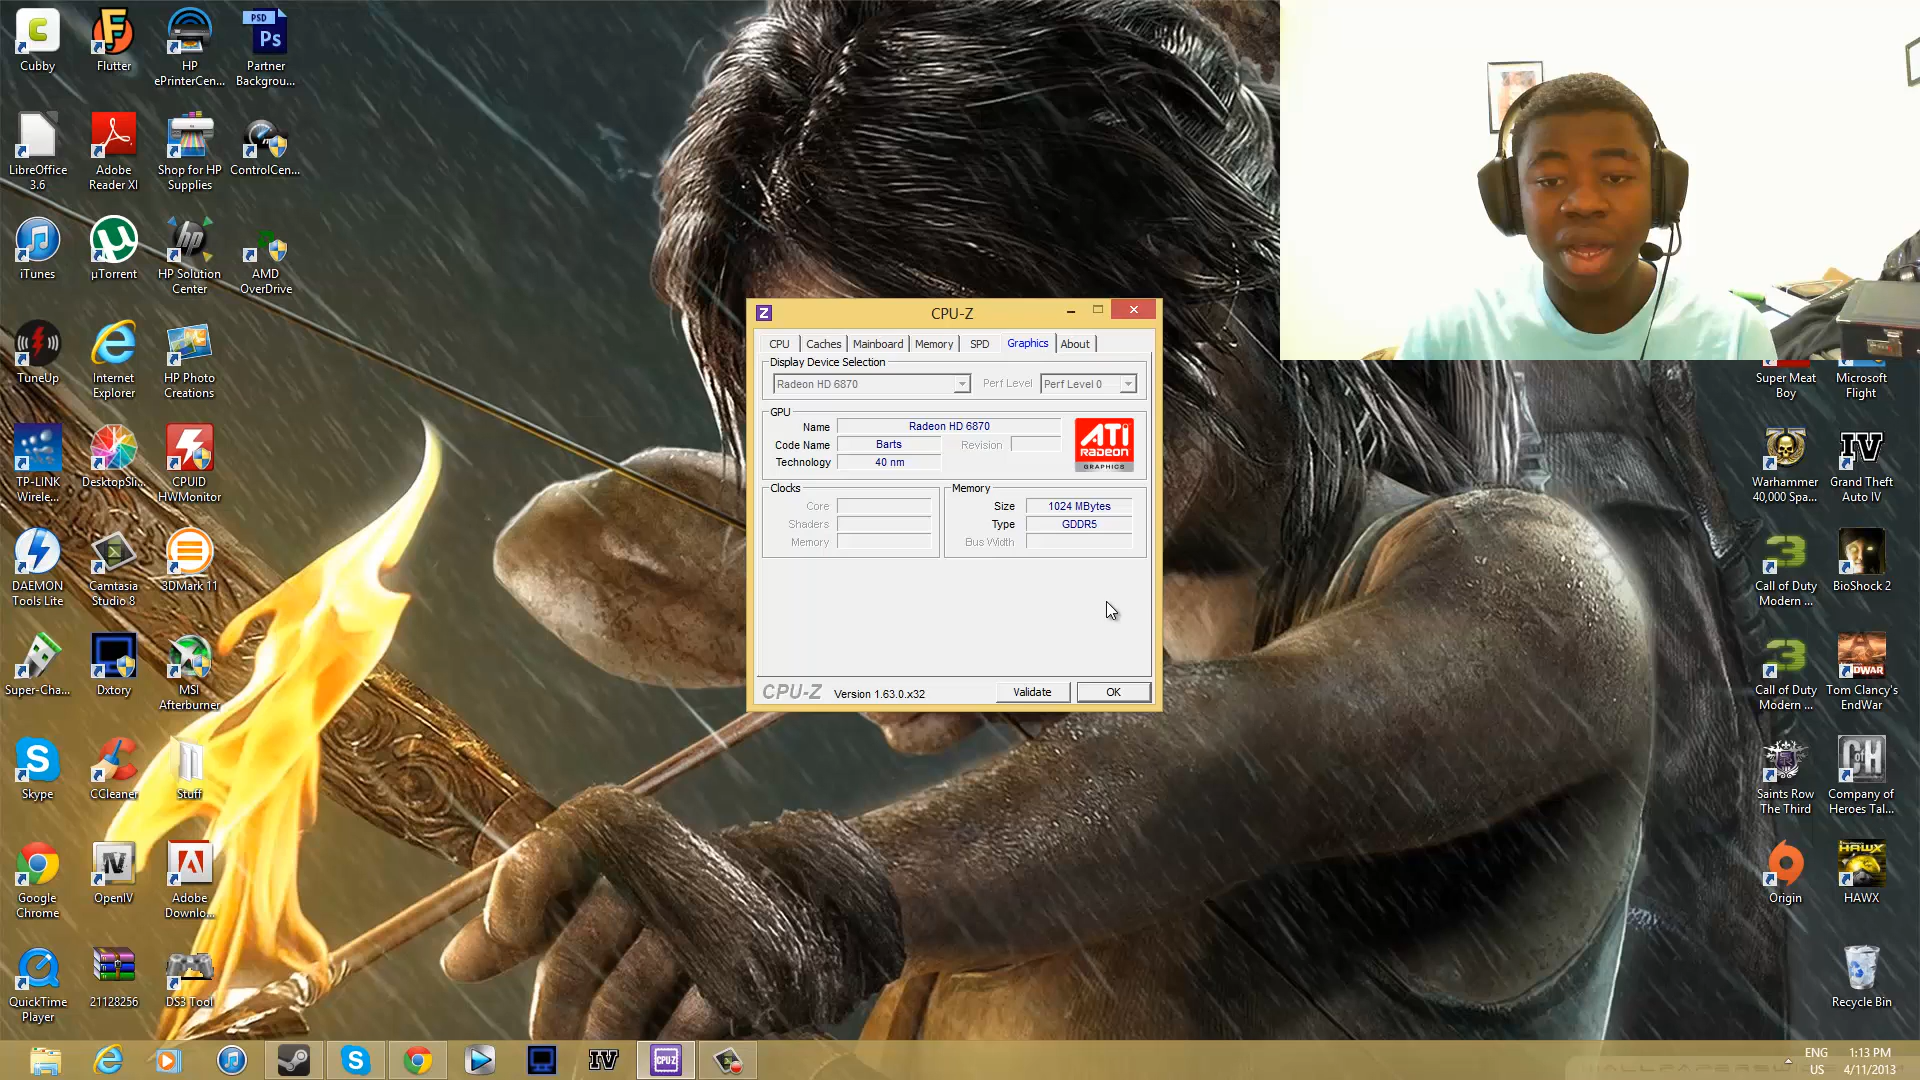 Cubby
Flutter
HP
ePrinterCen...
PSD
Ps
Partner
Backgrou...
LibreOffice
3.6
Adobe
Reader XI
Shop for HP
Supplies
ControlCen...
iTunes
µTorrent
hp
HP Solution
Center
AMD
OverDrive
TuneUp
Internet
Explorer
HP Photo
Creations
TP-LINK
Wirele...
DesktopSli...
CPUID
HWMonitor
DAEMON
Tools Lite
Camtasia
Studio 8
3DMark 11
Super-Cha...
Dxtory
MSI
Afterburner
Skype
CCleaner
Stuff
Google
Chrome
IV
OpenIV
Adobe
Downlo...
QuickTime
Player
21128256
DS3 Tool
Z
CPU-Z
CPU
Caches
Mainboard
Memory
SPD
Graphics
About
Display Device Selection
Radeon HD 6870
Perf Level
Perf Level 0
GPU
Name
Radeon HD 6870
Code Name
Barts
Revision
Technology
40 nm
ATI
RADEON
GRAPHICS
Clocks
Core
Shaders
Memory
Memory
Size
1024 MBytes
Type
GDDR5
Bus Width
CPU-Z
Version 1.63.0.x32
Validate
OK
Super Meat
Boy
Microsoft
Flight
Warhammer
40,000 Spa...
IV
Grand Theft
Auto IV
3
Call of Duty
Modern ...
BioShock 2
3
Call of Duty
Modern ...
Tom Clancy's
EndWar
Saints Row
The Third
Company of
Heroes Tal...
Origin
HAWX
HAWX
Recycle Bin
IV
CPU Z
ENG
US
1:13 PM
4/11/2013